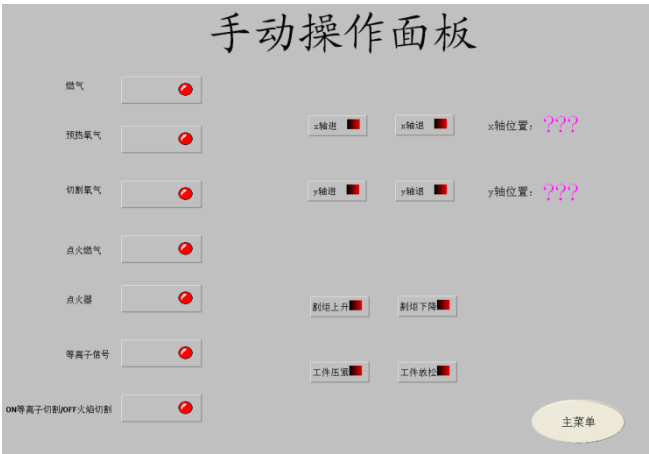 手动操作面板
燃气
预热氧气
x轴进
x轴退
x轴位置：???
切割氧气
y轴进
y轴退
y轴位置：???
点火燃气
点火器
割炬上升
割炬下降
等离子信号
工件压紧
工件放松
ON等离子切割/OFF火焰切割
主菜单